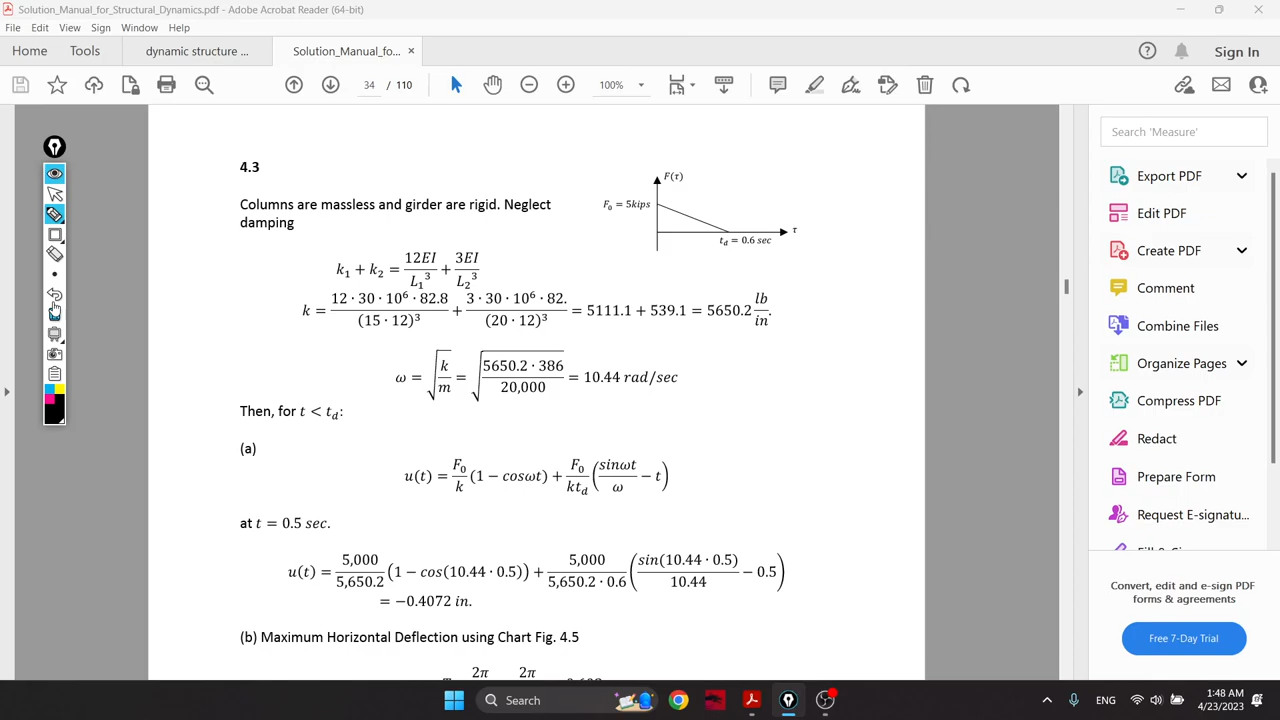 Solution_Manual_for_Structural_Dynamics.pdf - Adobe Acrobat Reader (64-bit)
File Edit View Sign Window Help
Home Tools dynamic structure ... Solution_Manual_fo... × Sign In
34 / 110 100%
4.3
Columns are massless and girder are rigid. Neglect
damping
F(τ)
F₀ = 5kips
t_d = 0.6 sec
τ
k₁ + k₂ = 12EI/L₁³ + 3EI/L₂³
k = 12 · 30 · 10⁶ · 82.8/(15 · 12)³ + 3 · 30 · 10⁶ · 82./(20 · 12)³ = 5111.1 + 539.1 = 5650.2 lb/in.
ω = √(k/m) = √(5650.2 · 386/20,000) = 10.44 rad/sec
Then, for t < t_d:
(a)
u(t) = F₀/k (1 − cosωt) + F₀/kt_d (sinωt/ω − t)
at t = 0.5 sec.
u(t) = 5,000/5,650.2 (1 − cos(10.44 · 0.5)) + 5,000/5,650.2 · 0.6 (sin(10.44 · 0.5)/10.44 − 0.5)
= −0.4072 in.
(b) Maximum Horizontal Deflection using Chart Fig. 4.5
2π 2π
Search 'Measure'
Export PDF
Edit PDF
Create PDF
Comment
Combine Files
Organize Pages
Compress PDF
Redact
Prepare Form
Request E-signatu...
Convert, edit and e-sign PDF
forms & agreements
Free 7-Day Trial
Search
ENG
1:48 AM
4/23/2023